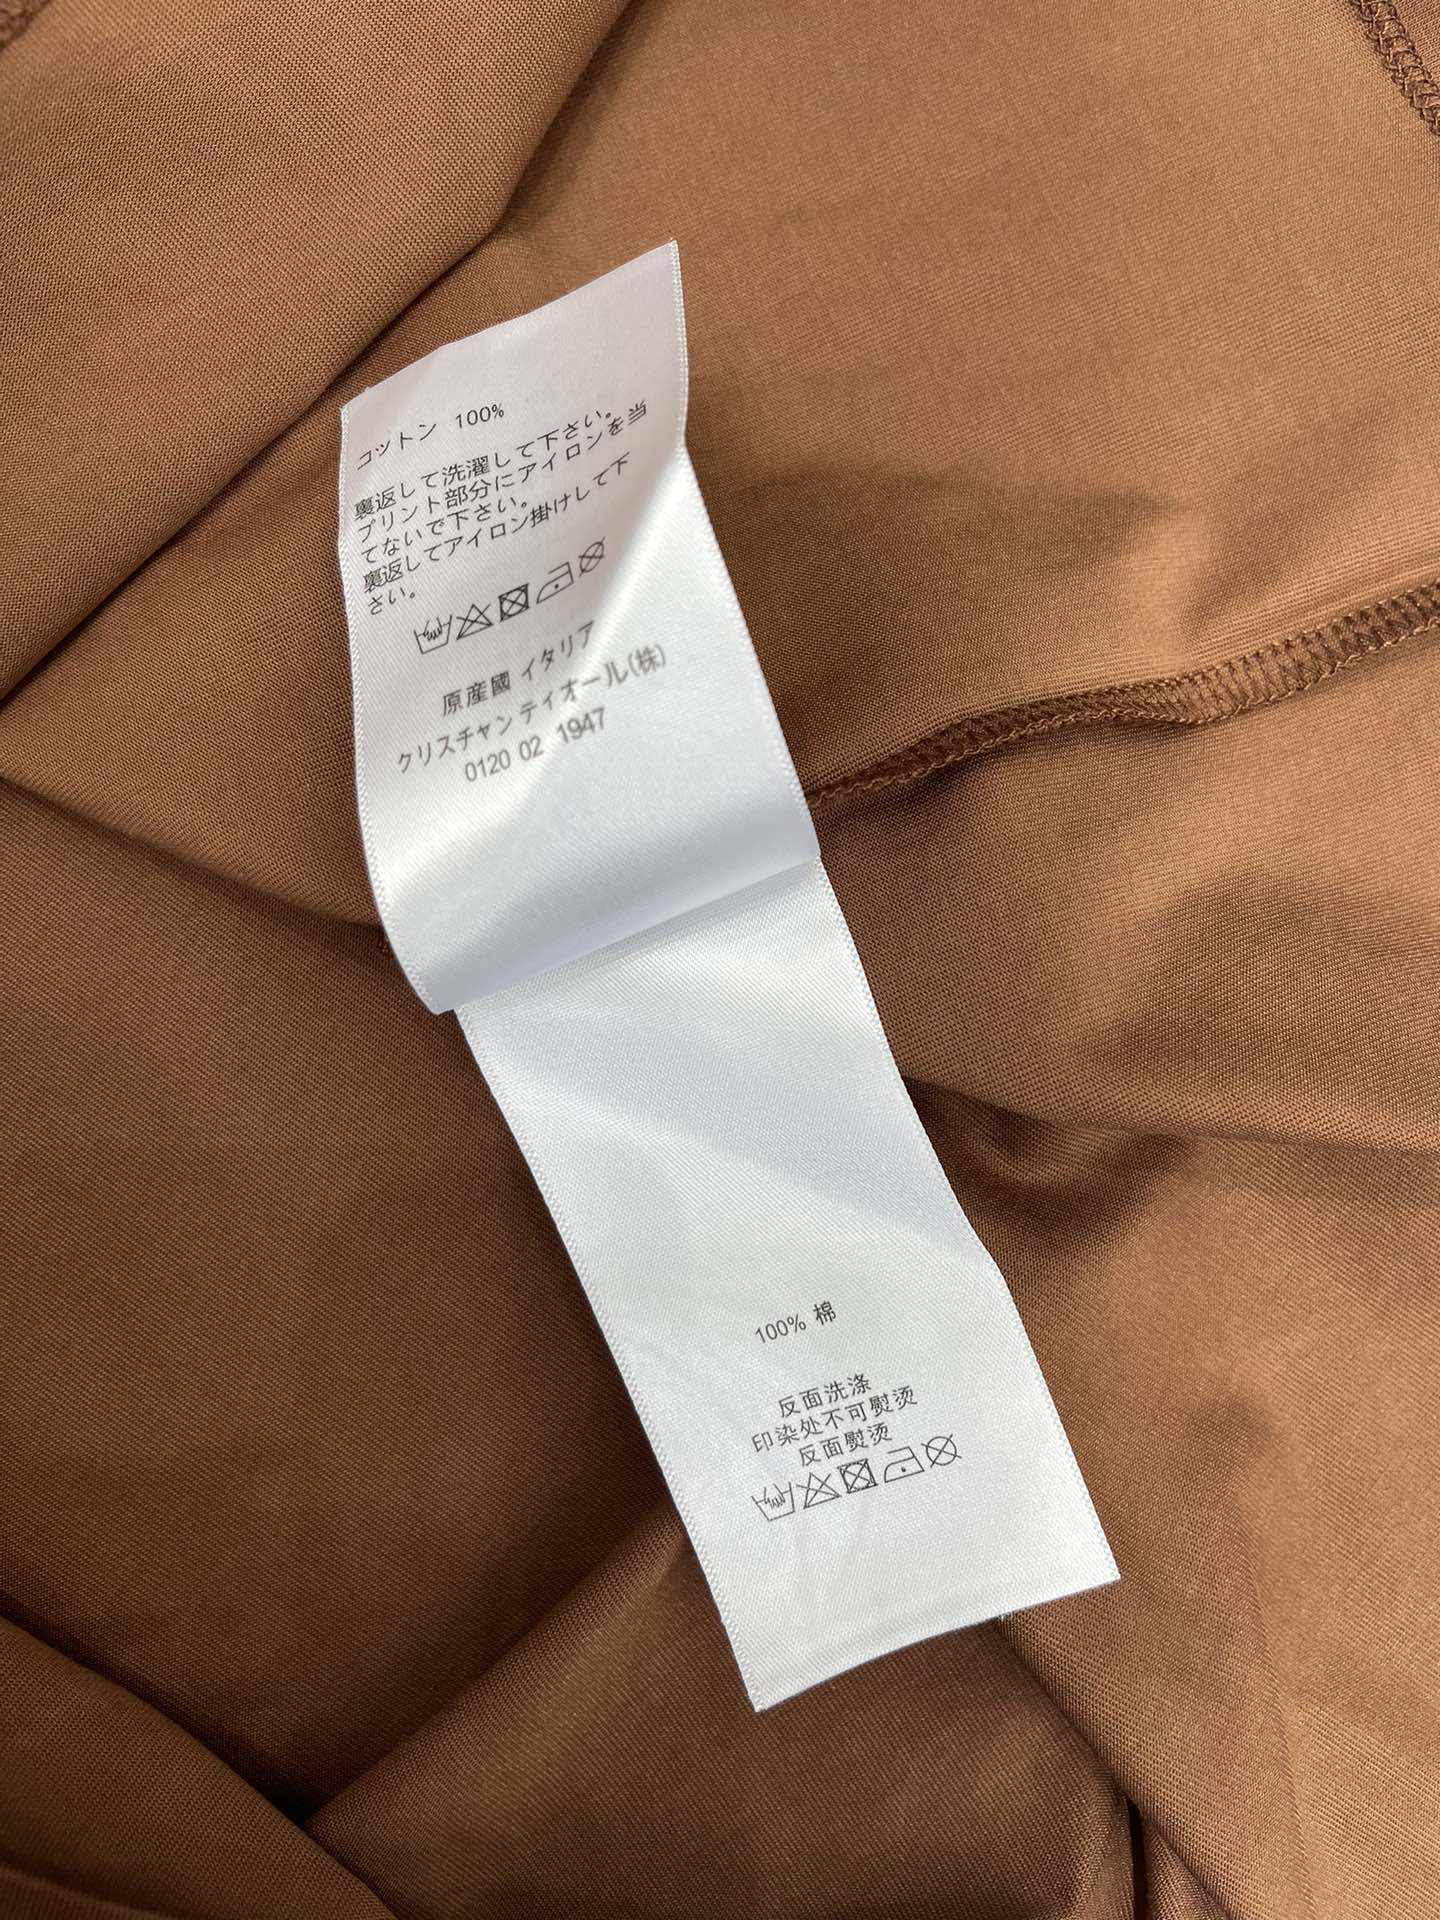 コットン 100%
裏返して洗濯して下さい。
プリント部分にアイロンを当
てないで下さい。
裏返してアイロン掛けして下
さい。
原産國 イタリア
クリスチャンティオール(株)
0120 02 1947
100% 棉
反面洗涤
印染处不可熨烫
反面熨烫